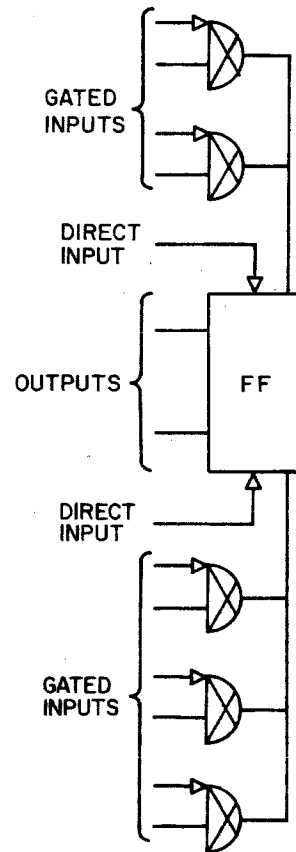 GATED
INPUTS
DIRECT
INPUT
OUTPUTS
FF
DIRECT
INPUT
GATED
INPUTS